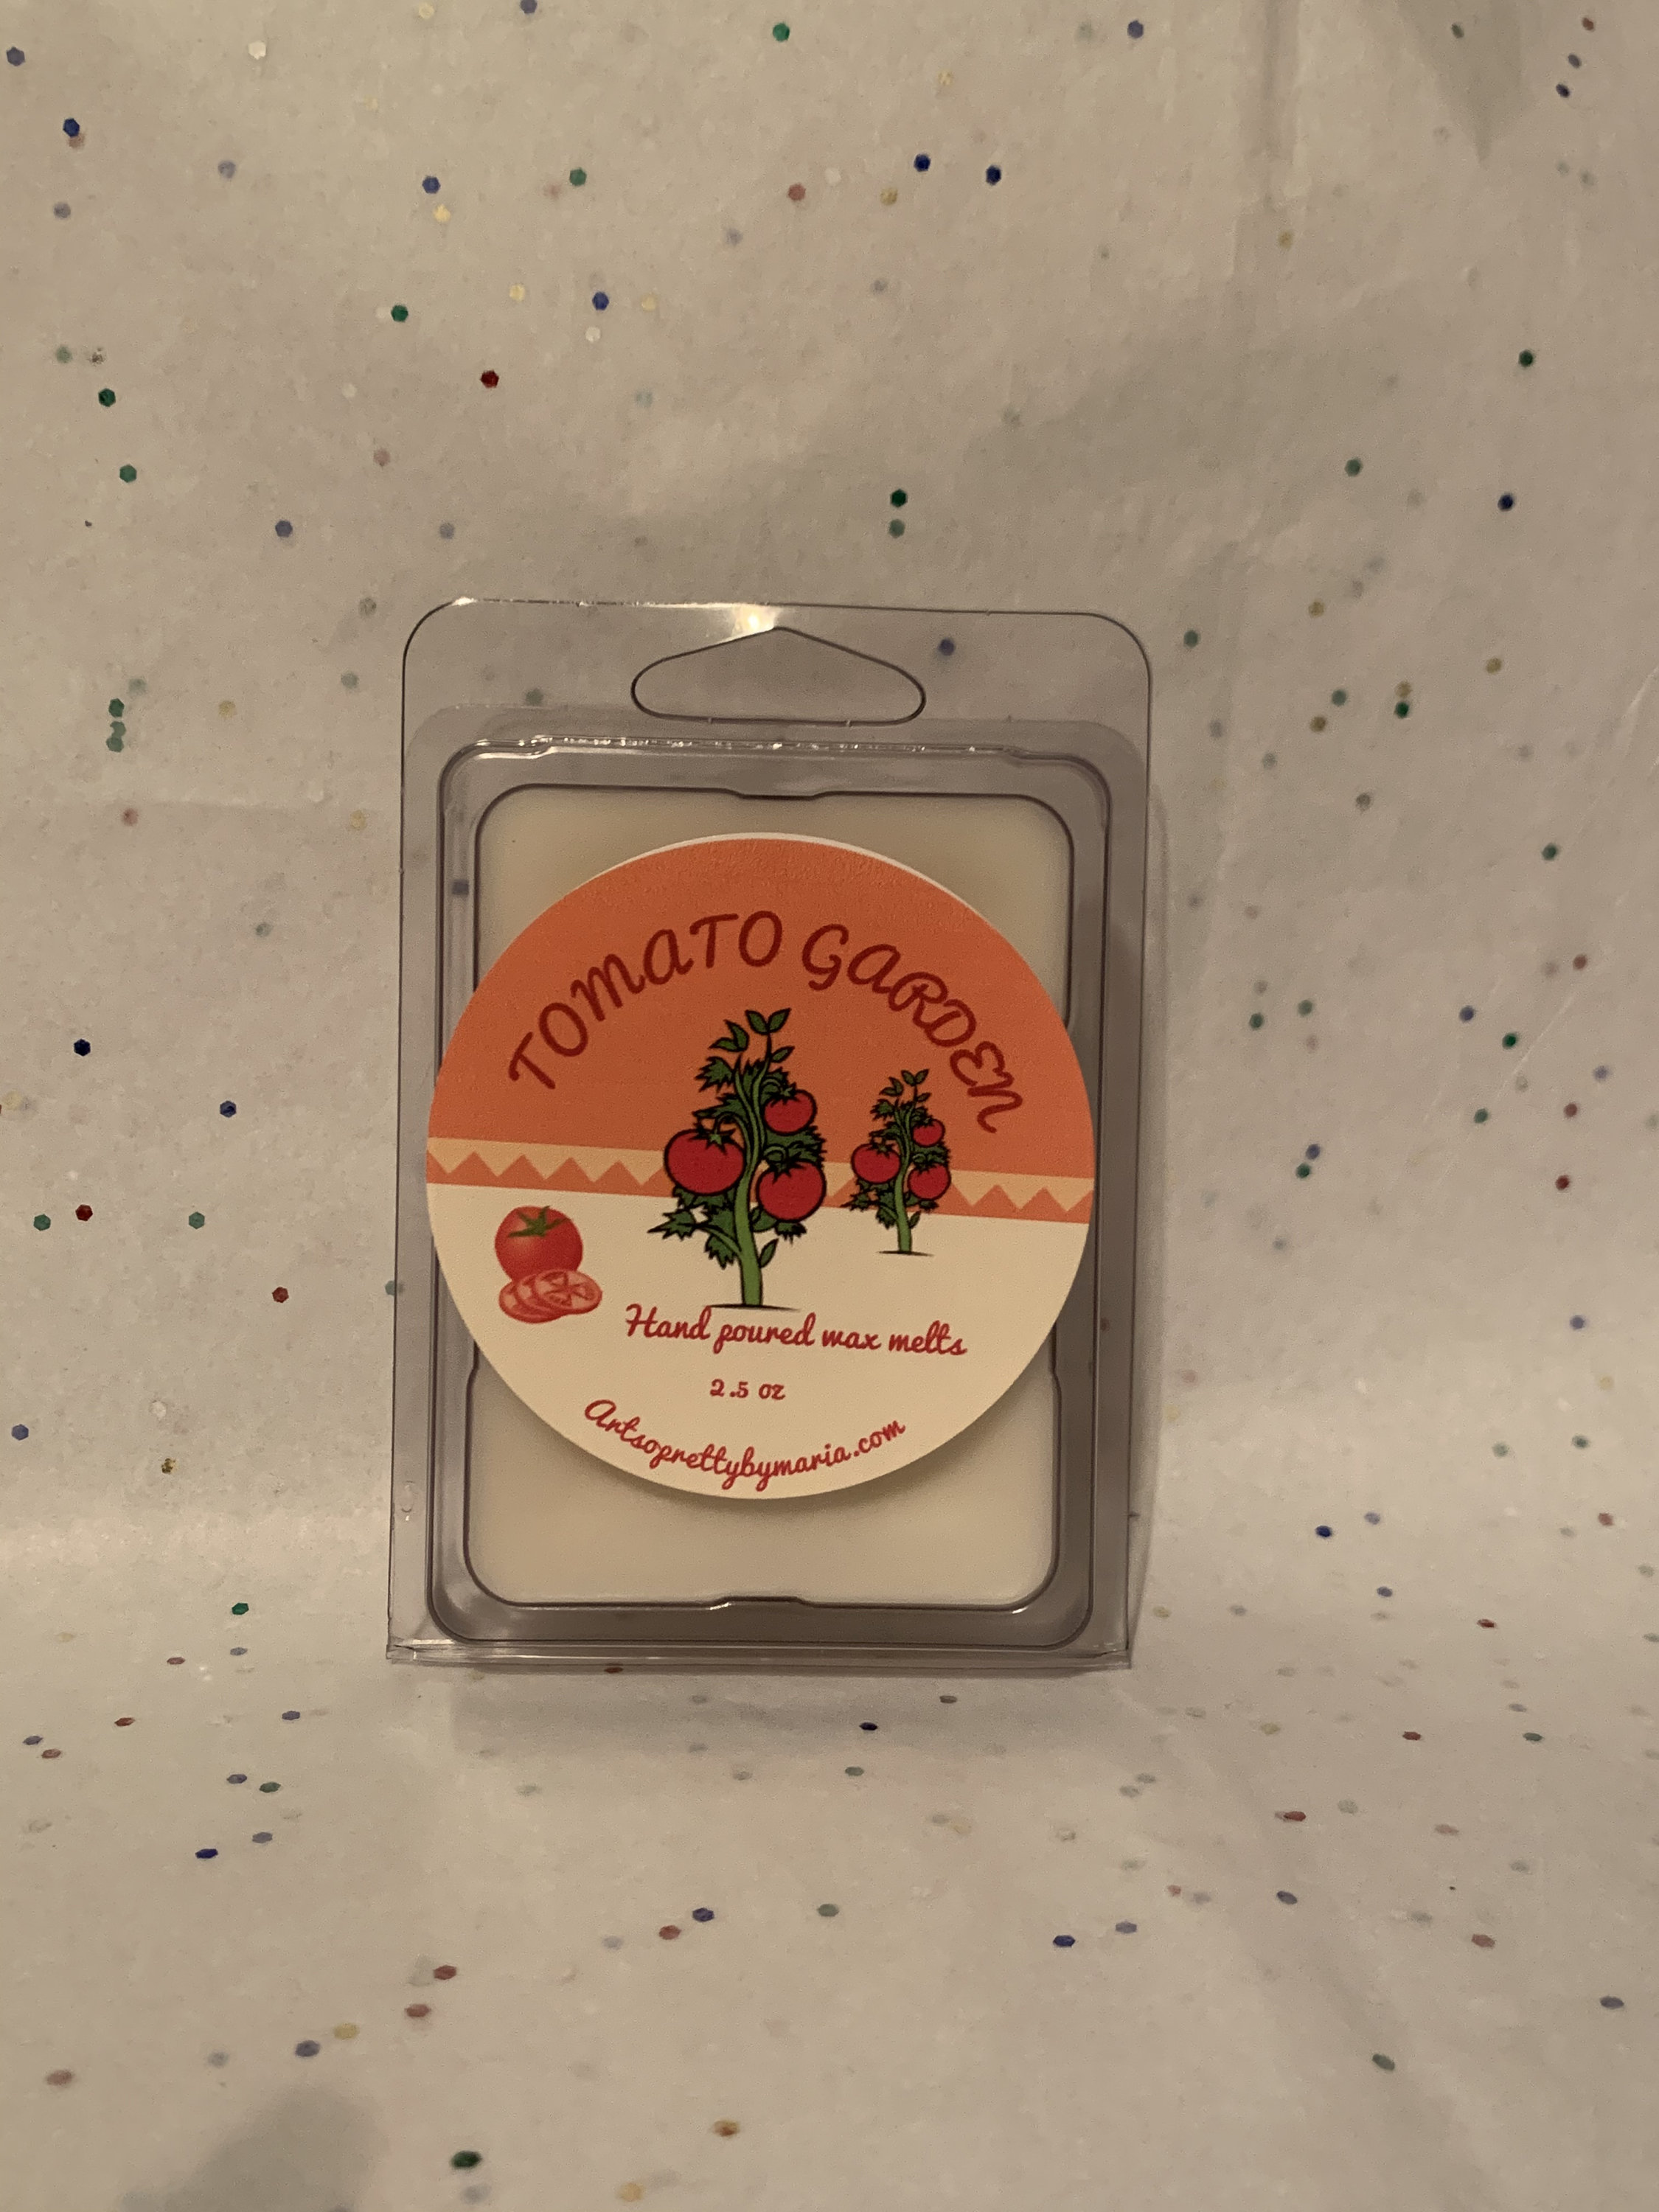 TOMATO GARDEN
Hand poured wax melts
2.5 oz
Artsoprettybymaria.com